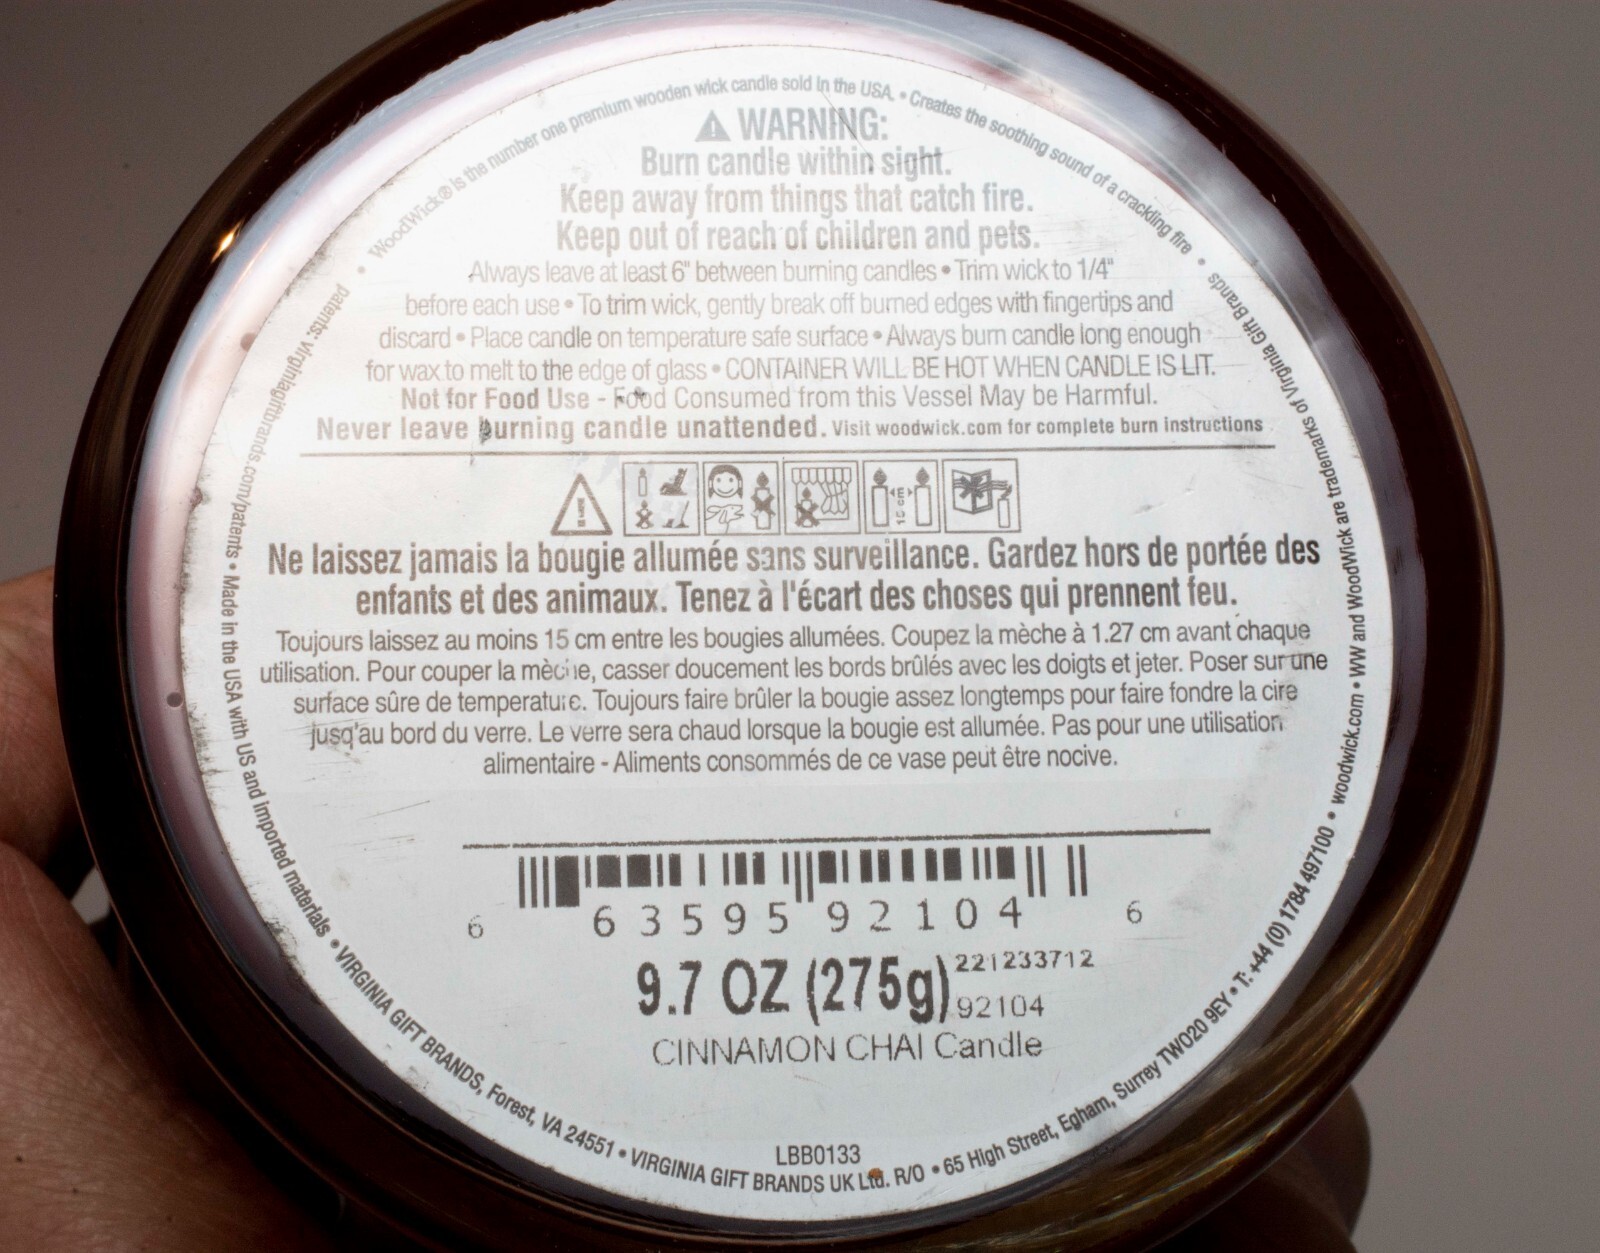 WoodWick® is the number one premium wooden wick candle sold in the USA. • Creates the soothing sound of a crackling fire •
WARNING:
Burn candle within sight.
Keep away from things that catch fire.
Keep out of reach of children and pets.
Always leave at least 6" between burning candles • Trim wick to 1/4"
before each use • To trim wick, gently break off burned edges with fingertips and
discard • Place candle on temperature safe surface • Always burn candle long enough
for wax to melt to the edge of glass • CONTAINER WILL BE HOT WHEN CANDLE IS LIT.
Not for Food Use - Food Consumed from this Vessel May be Harmful.
Never leave burning candle unattended. Visit woodwick.com for complete burn instructions
15 cm
Ne laissez jamais la bougie allumée sans surveillance. Gardez hors de portée des
enfants et des animaux. Tenez à l'écart des choses qui prennent feu.
Toujours laissez au moins 15 cm entre les bougies allumées. Coupez la mèche à 1.27 cm avant chaque
utilisation. Pour couper la mèche, casser doucement les bords brûlés avec les doigts et jeter. Poser sur une
surface sûre de temperature. Toujours faire brûler la bougie assez longtemps pour faire fondre la cire
jusq'au bord du verre. Le verre sera chaud lorsque la bougie est allumée. Pas pour une utilisation
alimentaire - Aliments consommés de ce vase peut être nocive.
6 63595 92104 6
9.7 OZ (275g) 221233712
92104
CINNAMON CHAI Candle
LBB0133
patents: virginiagiftbrands.com/patents • Made in the USA with US and imported materials • VIRGINIA GIFT BRANDS, Forest, VA 24551 • VIRGINIA GIFT BRANDS UK Ltd. R/O • 65 High Street, Egham, Surrey TW020 9EY • T: +44 (0) 1784 497100 • woodwick.com • WW and WoodWick are trademarks of Virginia Gift Brands